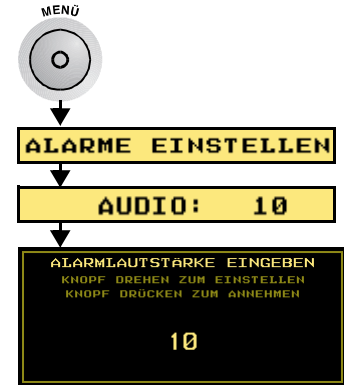 MENÜ
ALARME EINSTELLEN
AUDIO: 10
ALARMLAUTSTÄRKE EINGEBEN
KNOPF DREHEN ZUM EINSTELLEN
KNOPF DRÜCKEN ZUM ANNEHMEN
10